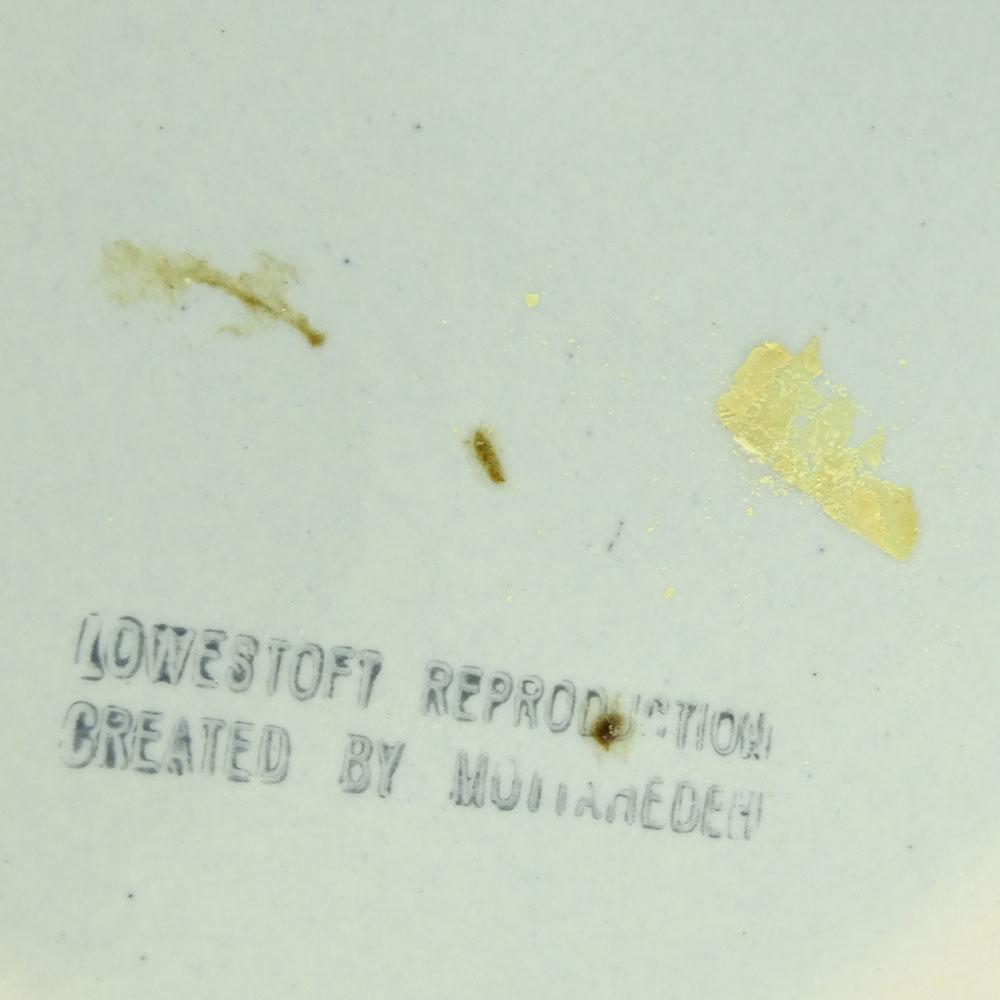 LOWESTOFT REPRODUCTION
CREATED BY MOTTAHEDEH